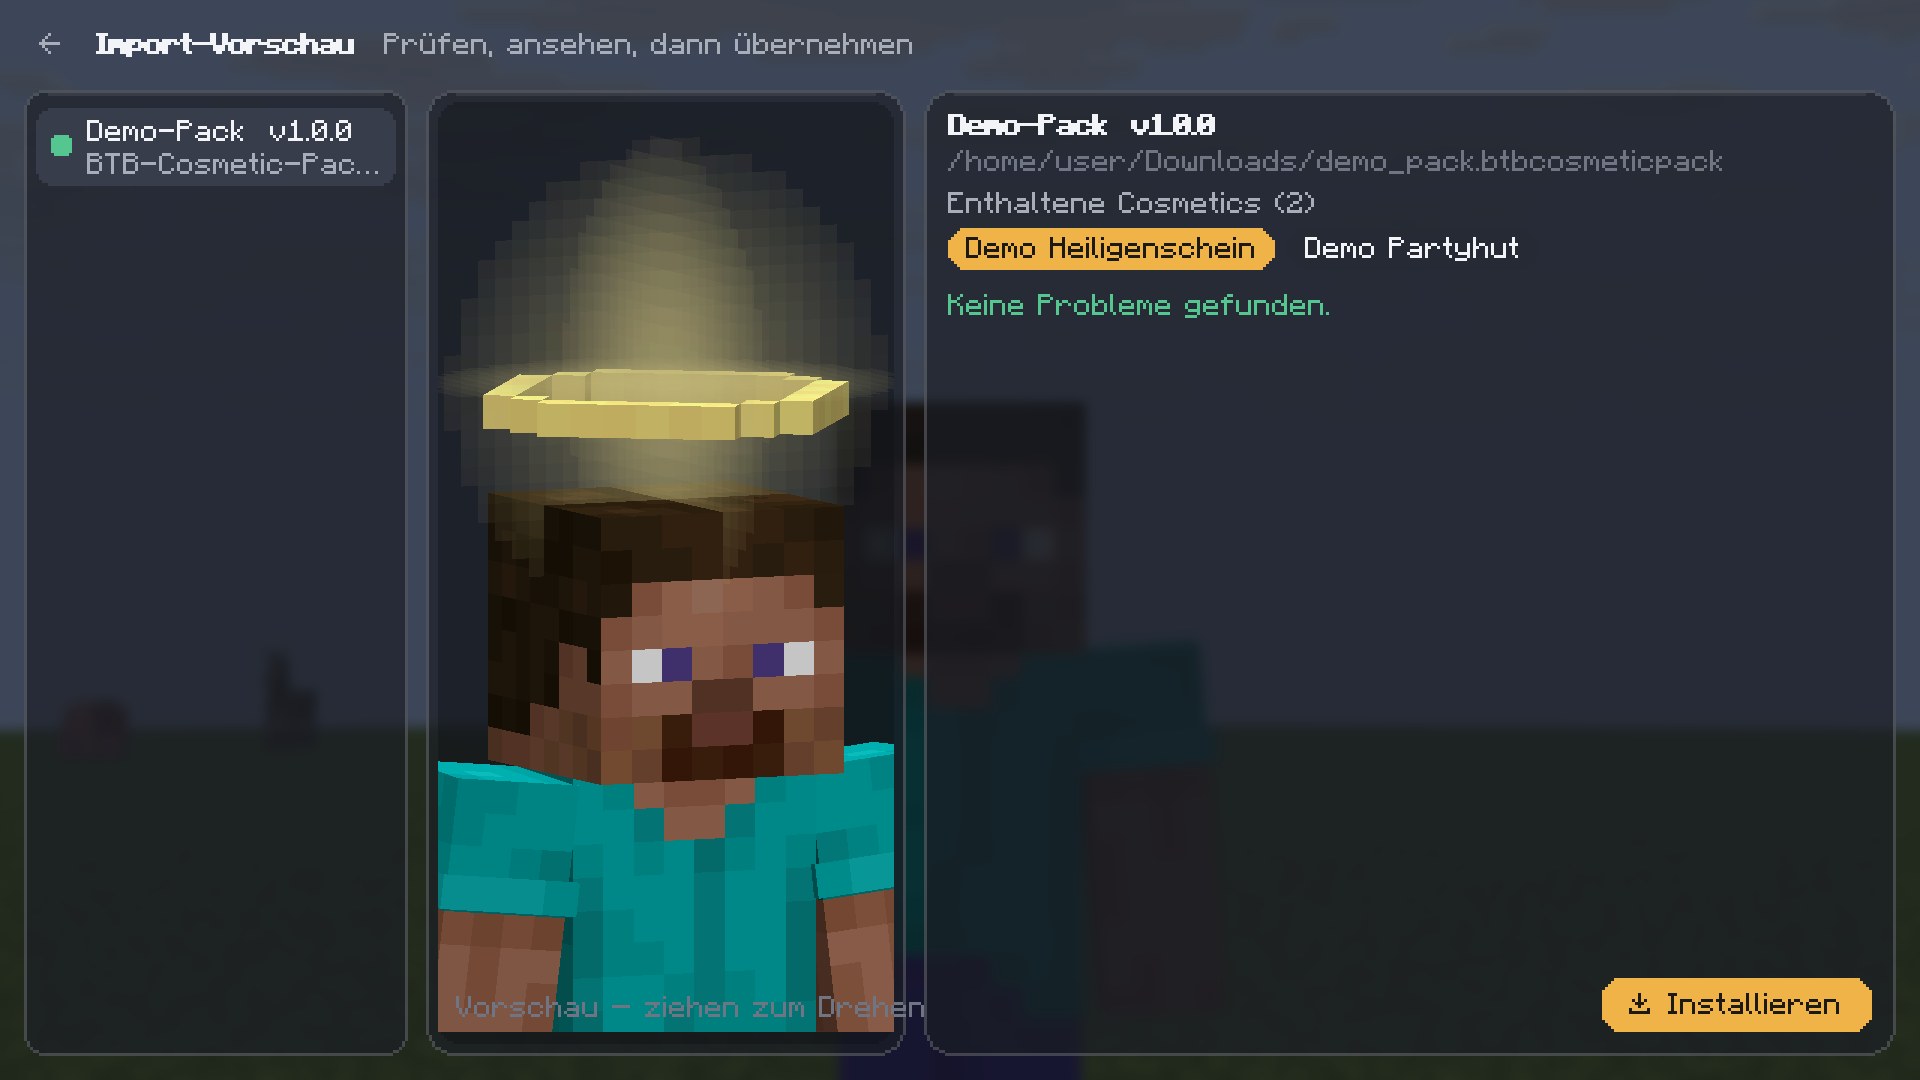 Import-Vorschau Prüfen, ansehen, dann übernehmen
Demo-Pack v1.0.0
BTB-Cosmetic-Pac...
Vorschau – ziehen zum Drehen
Demo-Pack v1.0.0
/home/user/Downloads/demo_pack.btbcosmeticpack
Enthaltene Cosmetics (2)
Demo Heiligenschein Demo Partyhut
Keine Probleme gefunden.
Installieren